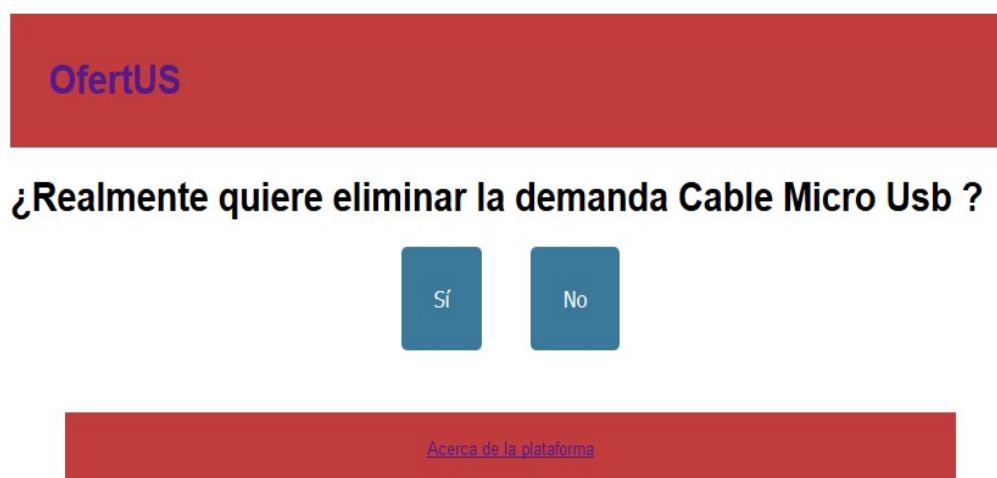 OfertUS
¿Realmente quiere eliminar la demanda Cable Micro Usb ?
Sí
No
Acerca de la plataforma